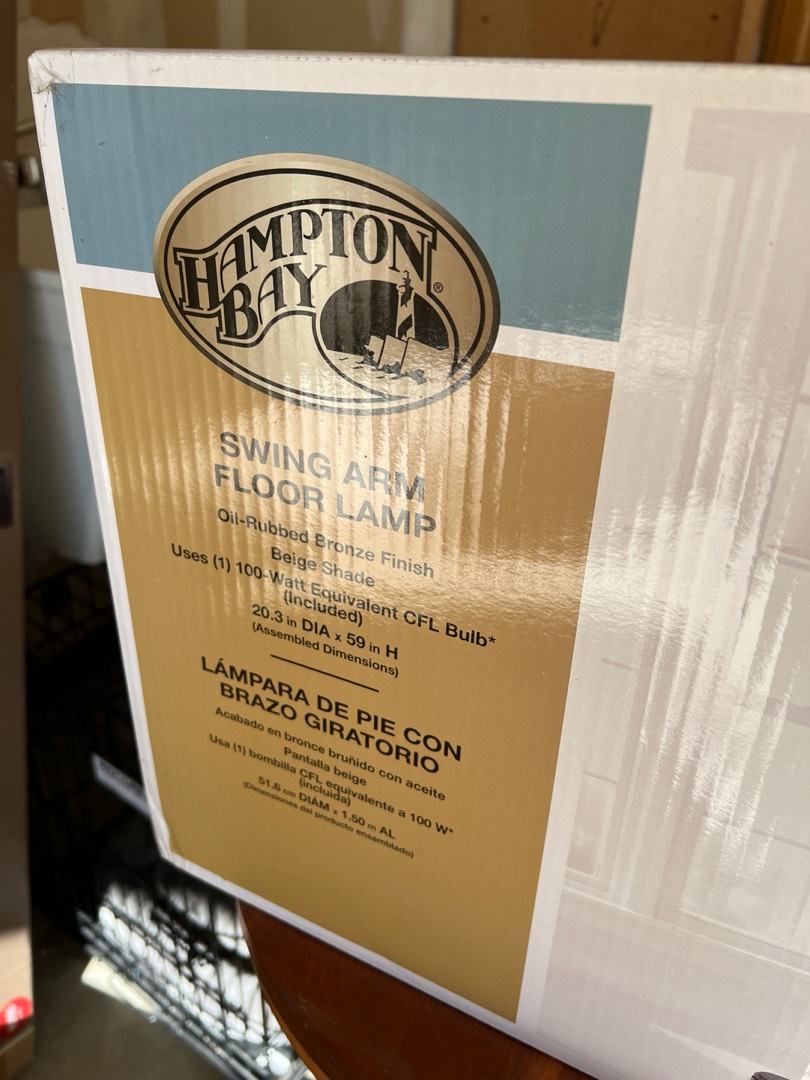 HAMPTON
BAY
®
SWING ARM
FLOOR LAMP
Oil-Rubbed Bronze Finish
Beige Shade
Uses (1) 100-Watt Equivalent CFL Bulb*
(Included)
20.3 in DIA x 59 in H
(Assembled Dimensions)
LÁMPARA DE PIE CON
BRAZO GIRATORIO
Acabado en bronce bruñido con aceite
Pantalla beige
Usa (1) bombilla CFL equivalente a 100 W*
(incluida)
51.6 cm DIÁM x 1.50 m AL
(Dimensiones del producto ensamblado)